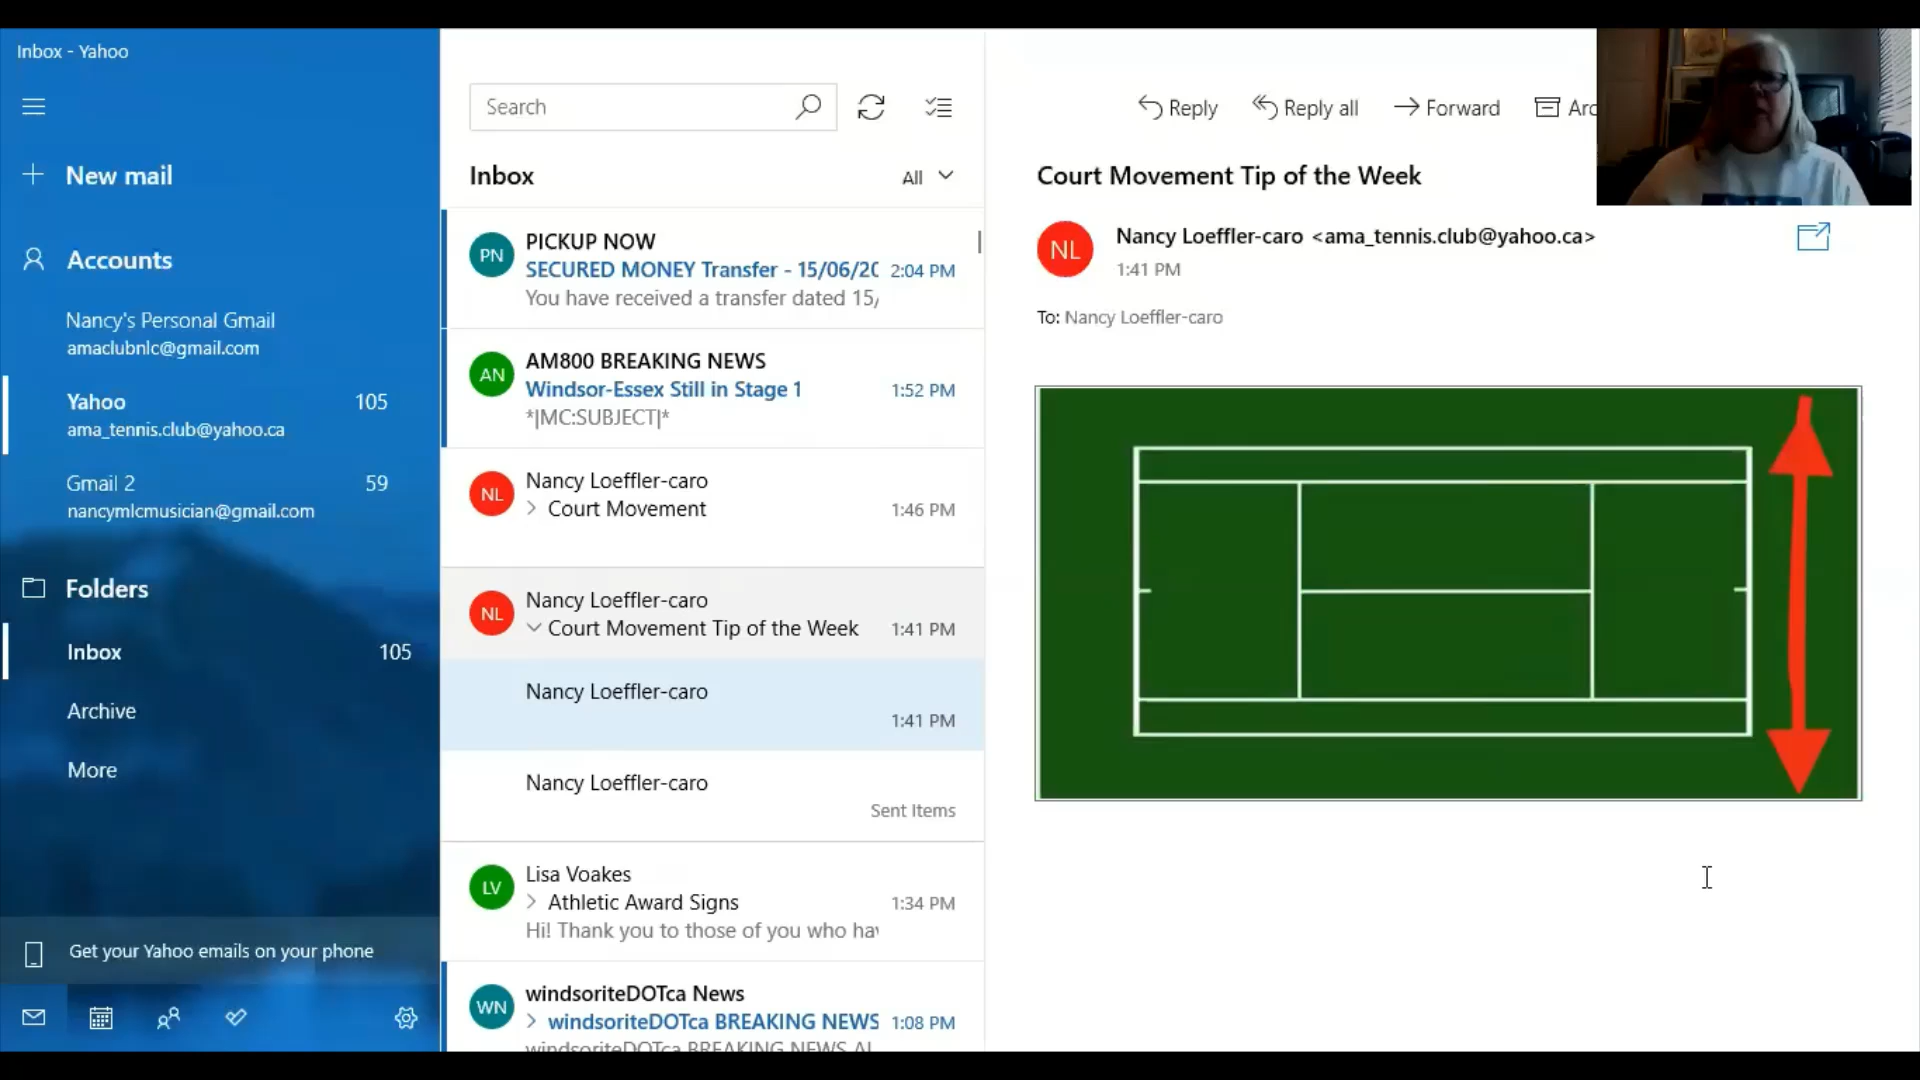 Inbox - Yahoo
New mail
Accounts
Nancy's Personal Gmail
amaclubnlc@gmail.com
Yahoo 105
ama_tennis.club@yahoo.ca
Gmail 2 59
nancymlcmusician@gmail.com
Folders
Inbox 105
Archive
More
Get your Yahoo emails on your phone
Search
Inbox All
PN PICKUP NOW
SECURED MONEY Transfer - 15/06/20 2:04 PM
You have received a transfer dated 15/
AN AM800 BREAKING NEWS
Windsor-Essex Still in Stage 1 1:52 PM
*|MC:SUBJECT|*
NL Nancy Loeffler-caro
Court Movement 1:46 PM
NL Nancy Loeffler-caro
Court Movement Tip of the Week 1:41 PM
Nancy Loeffler-caro
1:41 PM
Nancy Loeffler-caro
Sent Items
LV Lisa Voakes
Athletic Award Signs 1:34 PM
Hi! Thank you to those of you who hav
WN windsoriteDOTca News
windsoriteDOTca BREAKING NEWS 1:08 PM
windsoriteDOTca BREAKING NEWS
Reply Reply all Forward Arc
Court Movement Tip of the Week
NL Nancy Loeffler-caro <ama_tennis.club@yahoo.ca>
1:41 PM
To: Nancy Loeffler-caro